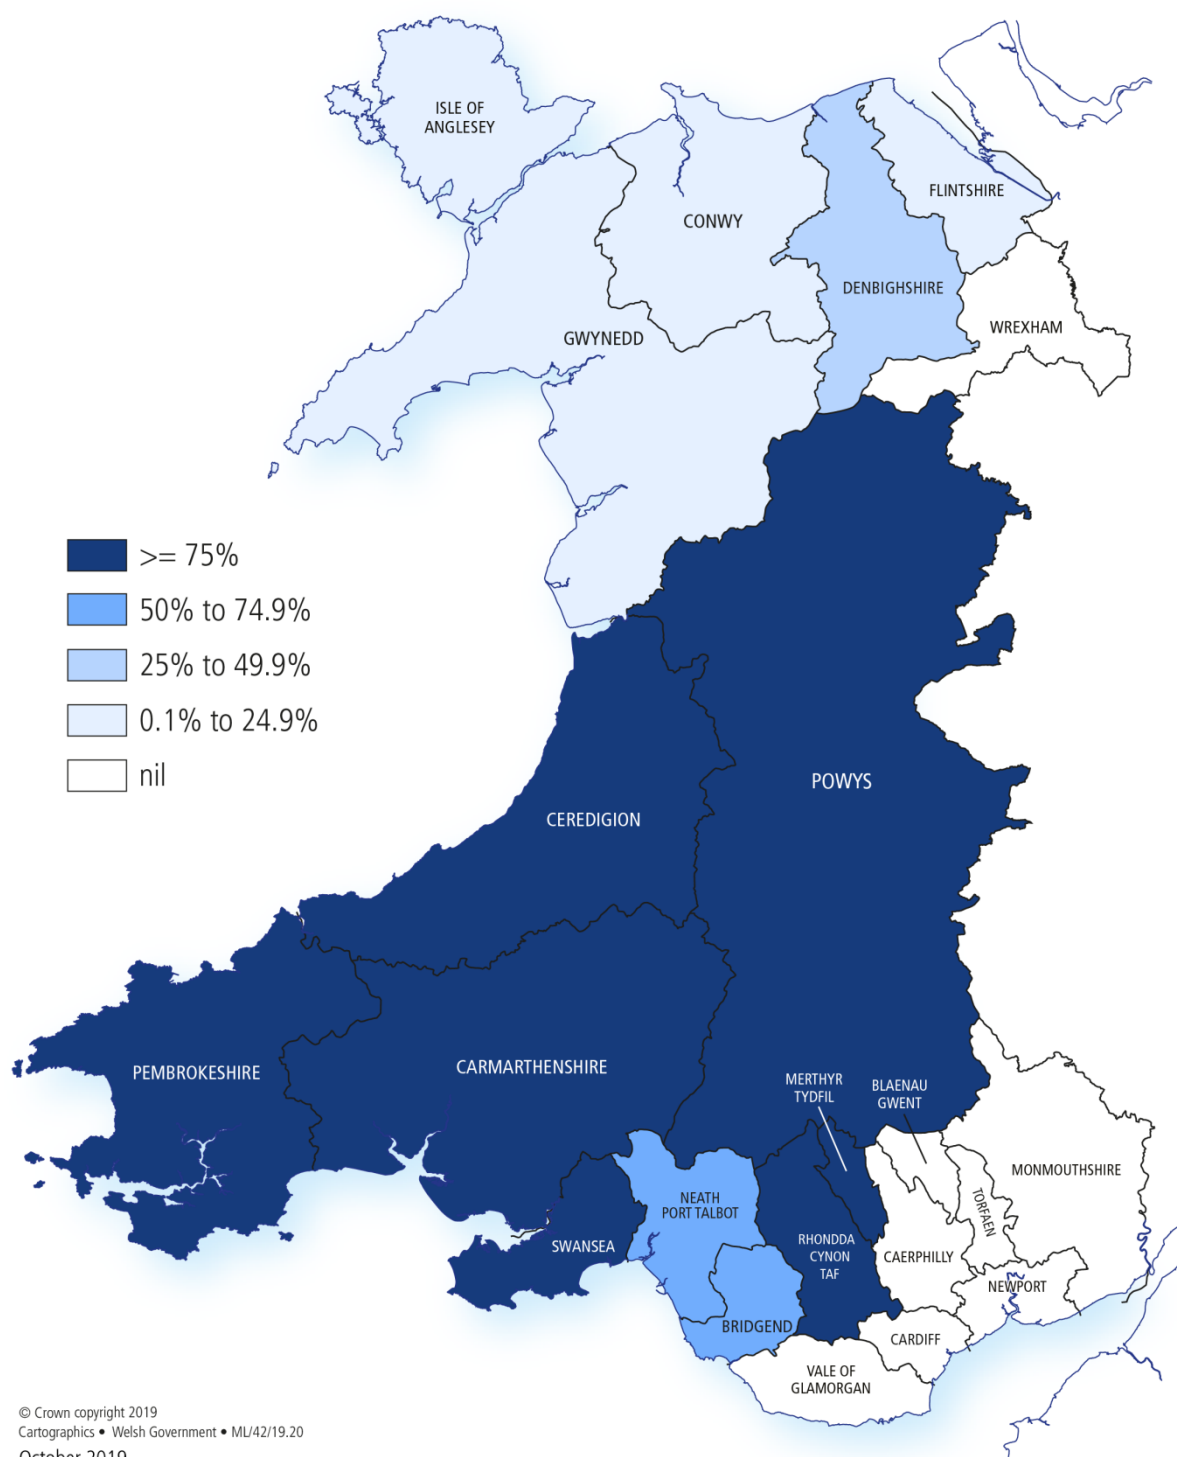 ISLE OF
ANGLESEY
FLINTSHIRE
CONWY
DENBIGHSHIRE
WREXHAM
GWYNEDD
>= 75%
50% to 74.9%
25% to 49.9%
0.1% to 24.9%
nil
POWYS
CEREDIGION
PEMBROKESHIRE
CARMARTHENSHIRE
MERTHYR
TYDFIL
BLAENAU
GWENT
MONMOUTHSHIRE
NEATH
PORT TALBOT
TORFAEN
SWANSEA
RHONDDA
CYNON
TAF
CAERPHILLY
NEWPORT
BRIDGEND
CARDIFF
VALE OF
GLAMORGAN
© Crown copyright 2019
Cartographics • Welsh Government • ML/42/19.20
October 2019